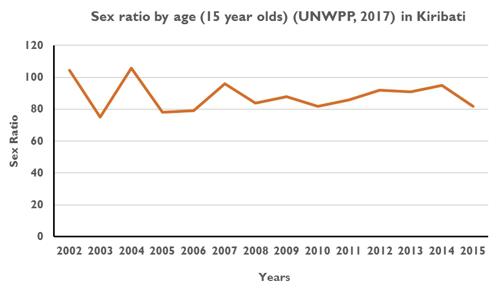 Sex ratio by age (15 year olds) (UNWPP, 2017) in Kiribati
120
100
80
60
40
20
0
Sex Ratio
2002 2003 2004 2005 2006 2007 2008 2009 2010 2011 2012 2013 2014 2015
Years